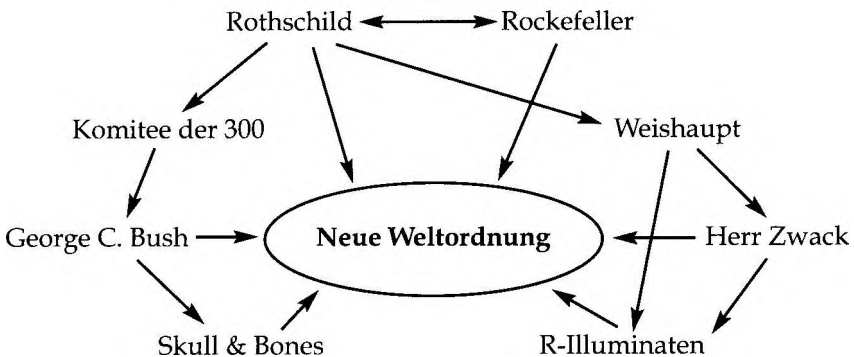 Rothschild
Rockefeller
Komitee der 300
Weishaupt
George C. Bush
Neue Weltordnung
Herr Zwack
Skull & Bones
R-Illuminaten